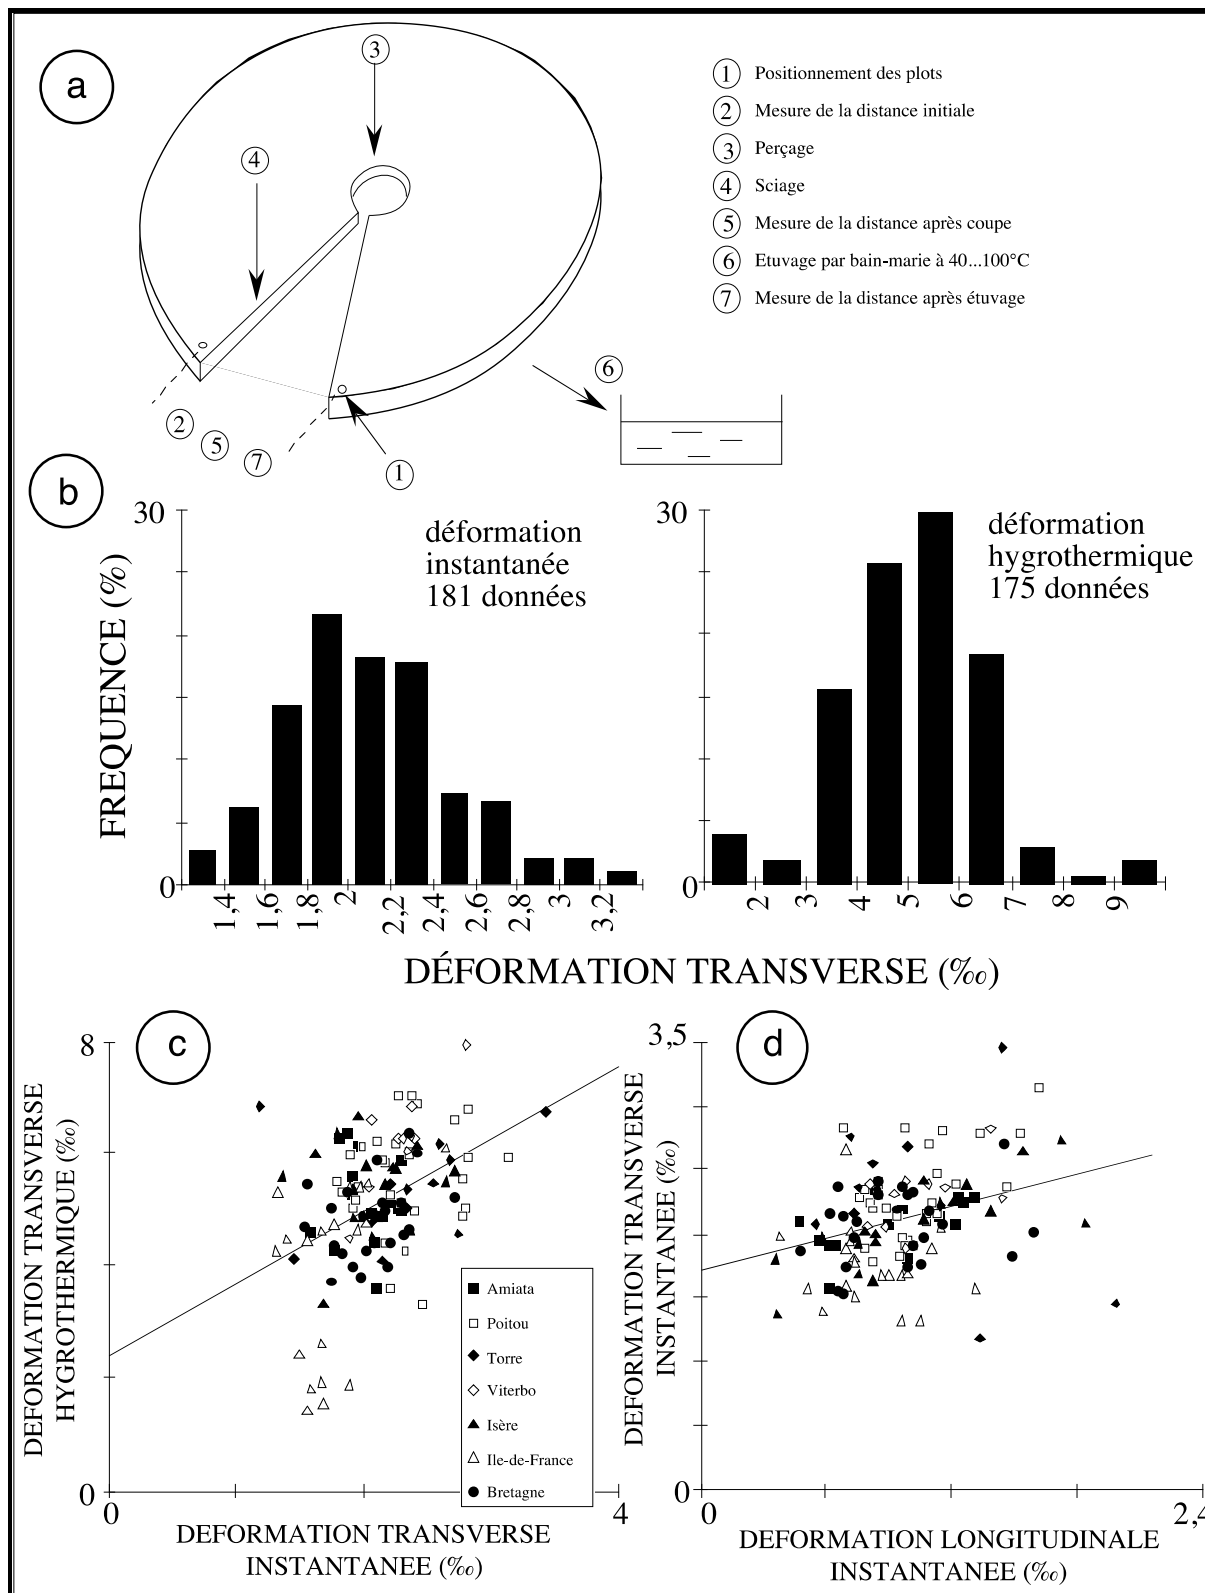 a
3
4
2
5
7
1
6
1 Positionnement des plots
2 Mesure de la distance initiale
3 Perçage
4 Sciage
5 Mesure de la distance après coupe
6 Etuvage par bain-marie à 40...100°C
7 Mesure de la distance après étuvage
b
FREQUENCE (%)
30
0
déformation
instantanée
181 données
1,4
1,6
1,8
2
2,2
2,4
2,6
2,8
3
3,2
30
0
déformation
hygrothermique
175 données
2
3
4
5
6
7
8
9
DÉFORMATION TRANSVERSE (‰)
c
DEFORMATION TRANSVERSE
HYGROTHERMIQUE (‰)
8
0
0
4
Amiata
Poitou
Torre
Viterbo
Isère
Ile-de-France
Bretagne
DEFORMATION TRANSVERSE
INSTANTANEE (‰)
d
DEFORMATION TRANSVERSE
INSTANTANÉE (‰)
3,5
0
0
2,4
DEFORMATION LONGITUDINALE
INSTANTANEE (‰)